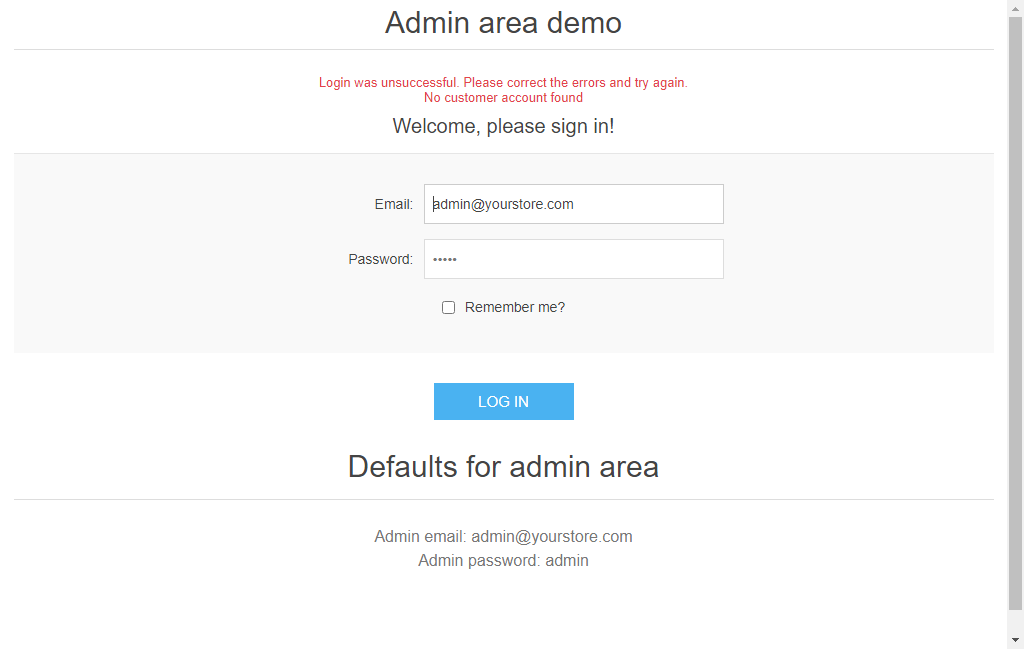 Admin area demo
Login was unsuccessful. Please correct the errors and try again.
No customer account found
Welcome, please sign in!
Email: admin@yourstore.com
Password: •••••
Remember me?
LOG IN
Defaults for admin area
Admin email: admin@yourstore.com
Admin password: admin